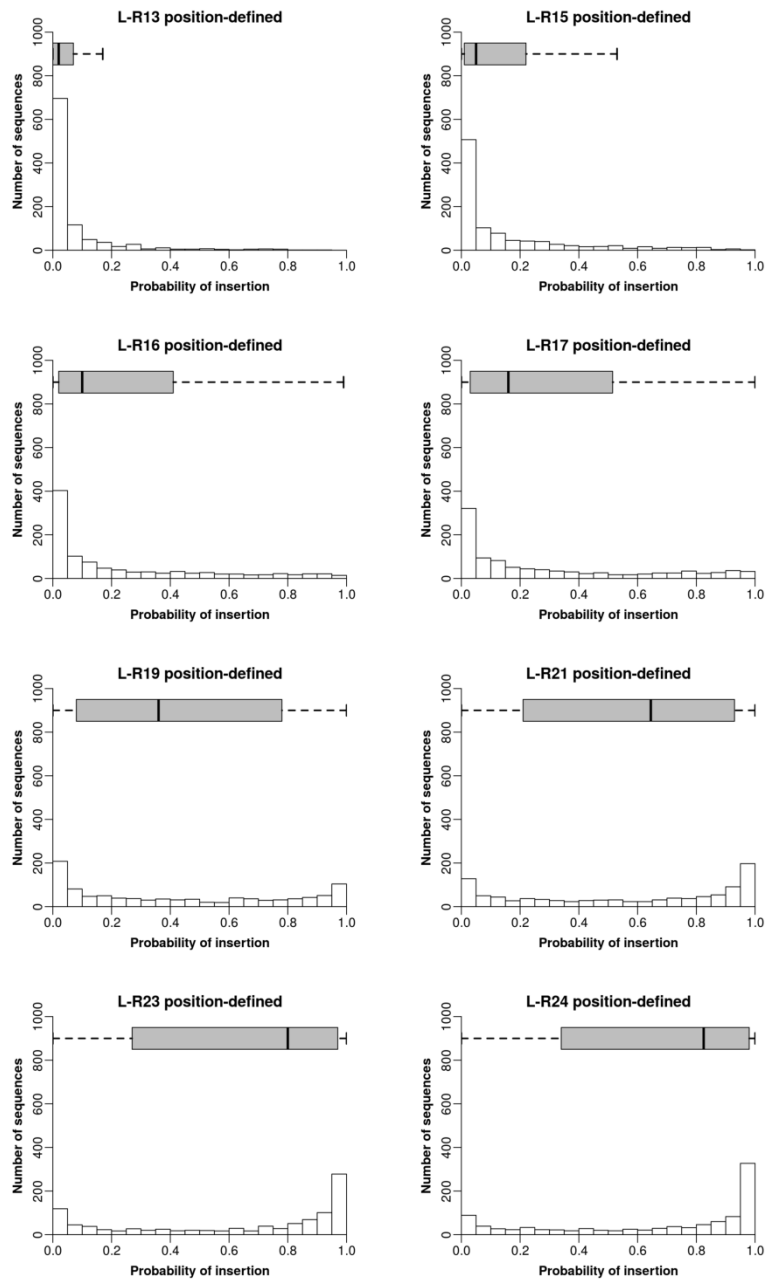 L-R13 position-defined
Number of sequences
0 200 400 600 800 1000
0.0 0.2 0.4 0.6 0.8 1.0
Probability of insertion
L-R15 position-defined
Number of sequences
0 200 400 600 800 1000
0.0 0.2 0.4 0.6 0.8 1.0
Probability of insertion
L-R16 position-defined
Number of sequences
0 200 400 600 800 1000
0.0 0.2 0.4 0.6 0.8 1.0
Probability of insertion
L-R17 position-defined
Number of sequences
0 200 400 600 800 1000
0.0 0.2 0.4 0.6 0.8 1.0
Probability of insertion
L-R19 position-defined
Number of sequences
0 200 400 600 800 1000
0.0 0.2 0.4 0.6 0.8 1.0
Probability of insertion
L-R21 position-defined
Number of sequences
0 200 400 600 800 1000
0.0 0.2 0.4 0.6 0.8 1.0
Probability of insertion
L-R23 position-defined
Number of sequences
0 200 400 600 800 1000
0.0 0.2 0.4 0.6 0.8 1.0
Probability of insertion
L-R24 position-defined
Number of sequences
0 200 400 600 800 1000
0.0 0.2 0.4 0.6 0.8 1.0
Probability of insertion